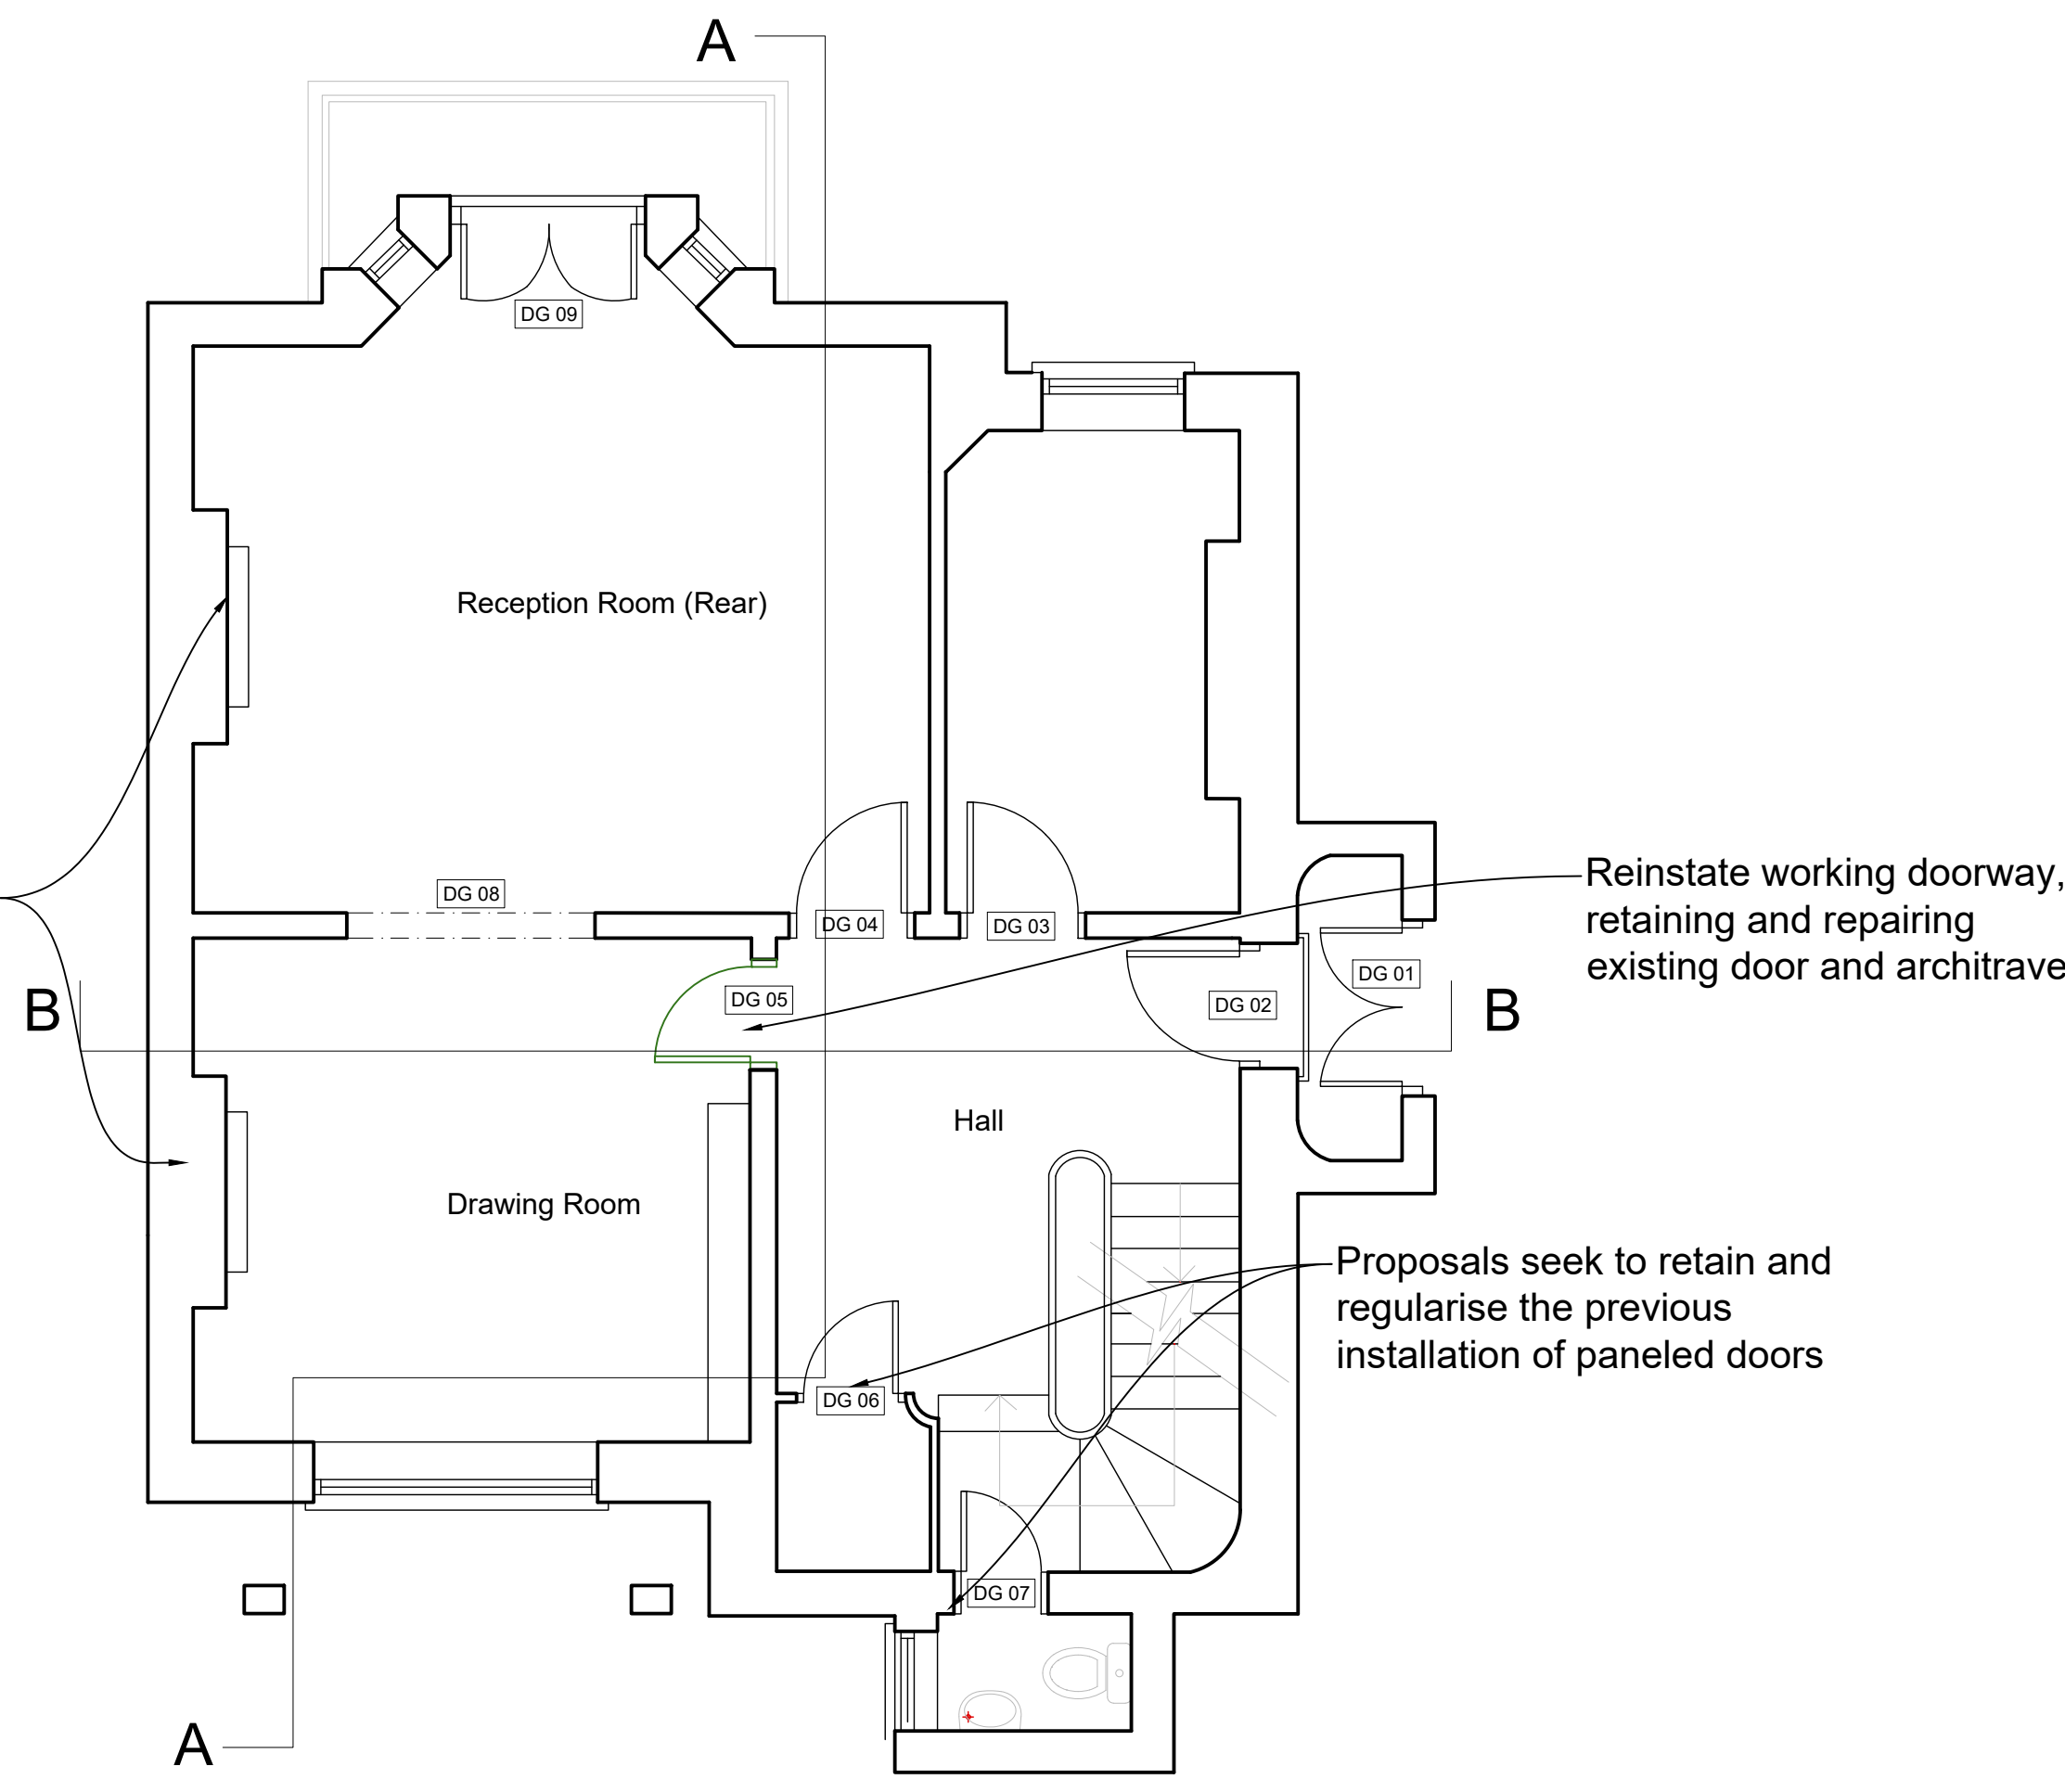 A
DG 09
Reception Room (Rear)
DG 08
DG 04
DG 03
Reinstate working doorway,
retaining and repairing
existing door and architrave
DG 01
DG 05
DG 02
B
B
Hall
Drawing Room
Proposals seek to retain and
regularise the previous
installation of paneled doors
DG 06
DG 07
A